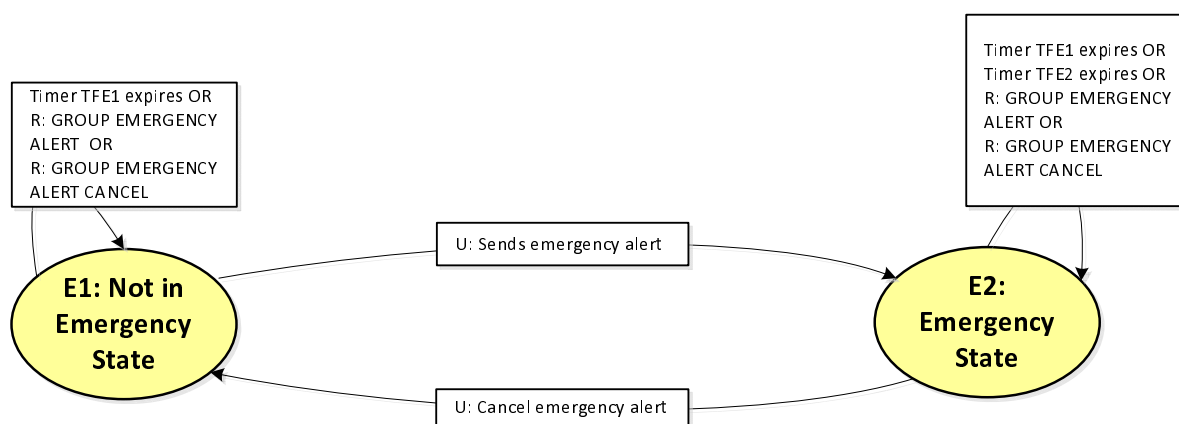 Timer TFE1 expires OR
R: GROUP EMERGENCY
ALERT OR
R: GROUP EMERGENCY
ALERT CANCEL
Timer TFE1 expires OR
Timer TFE2 expires OR
R: GROUP EMERGENCY
ALERT OR
R: GROUP EMERGENCY
ALERT CANCEL
U: Sends emergency alert
E1: Not in
Emergency
State
E2:
Emergency
State
U: Cancel emergency alert